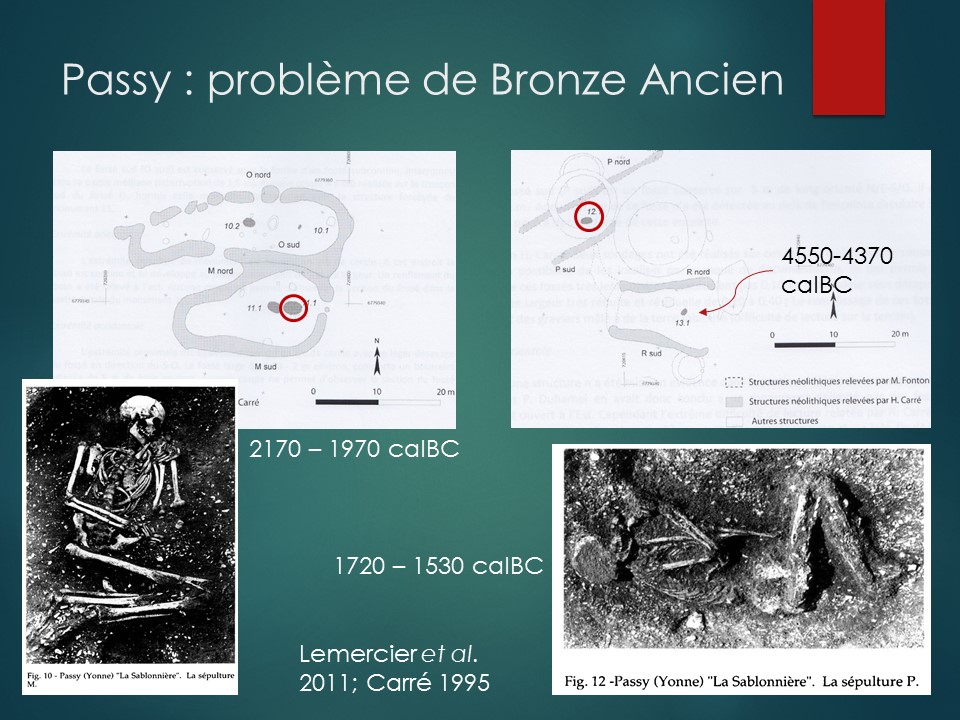 Passy : problème de Bronze Ancien
O nord
10.2
10.1
O sud
M nord
11.1
1.1
6779340
M sud
N
Carré
0 10 20 m
P nord
12.
P sud
R nord
13.1
R sud
4550-4370
calBC
0 10 20 m
Structures néolithiques relevées par M. Fonton
Structures néolithiques relevées par H. Carré
Autres structures
2170 – 1970 calBC
1720 – 1530 calBC
Lemercier et al.
2011; Carré 1995
Fig. 10 - Passy (Yonne) "La Sablonnière". La sépulture
M.
Fig. 12 -Passy (Yonne) "La Sablonnière". La sépulture P.